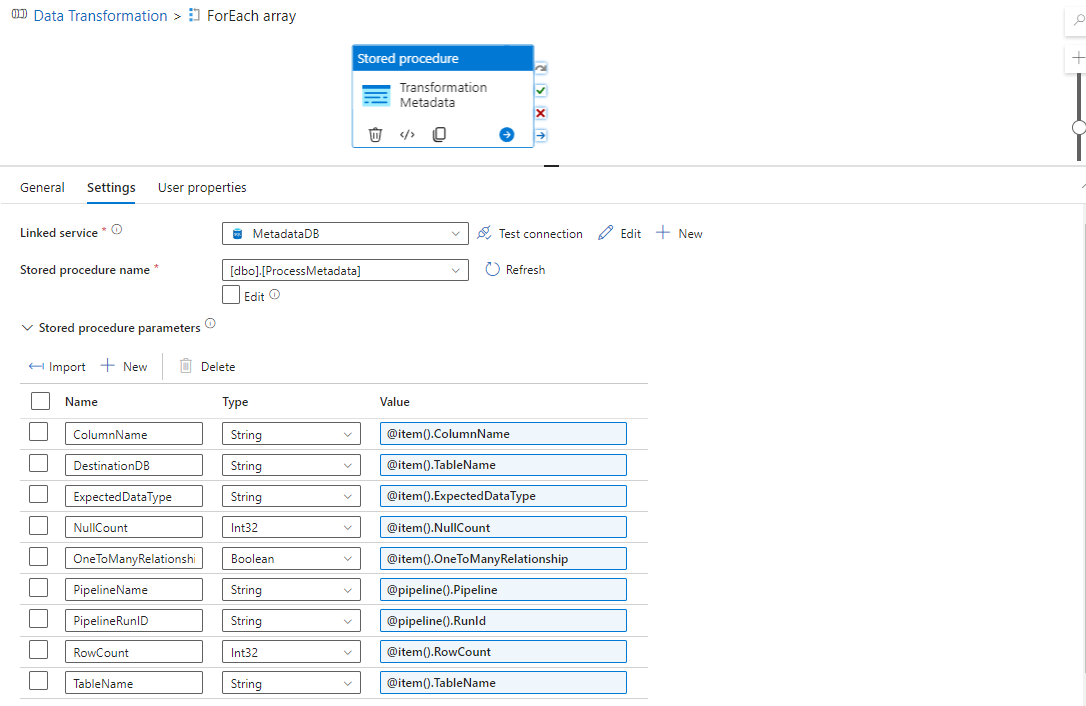 Data Transformation > ForEach array
Stored procedure
Transformation
Metadata
General Settings User properties
Linked service * MetadataDB Test connection Edit New
Stored procedure name * [dbo].[ProcessMetadata] Refresh
Edit
Stored procedure parameters
Import New Delete
Name Type Value
ColumnName String @item().ColumnName
DestinationDB String @item().TableName
ExpectedDataType String @item().ExpectedDataType
NullCount Int32 @item().NullCount
OneToManyRelationshi Boolean @item().OneToManyRelationship
PipelineName String @pipeline().Pipeline
PipelineRunID String @pipeline().RunId
RowCount Int32 @item().RowCount
TableName String @item().TableName